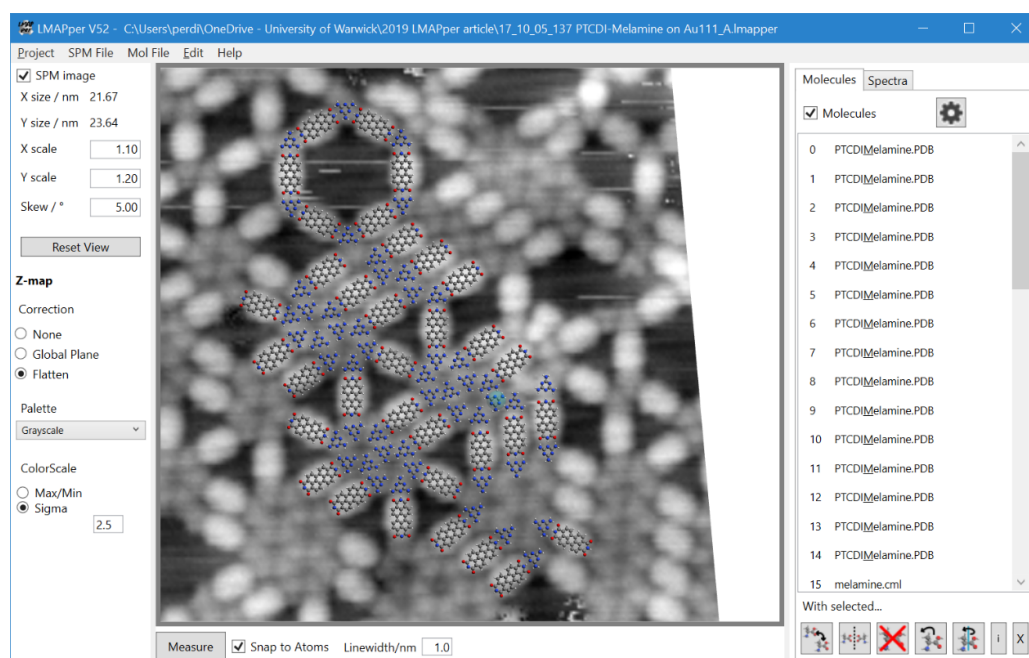 LMAPper V52 - C:\Users\perdi\OneDrive - University of Warwick\2019 LMAPper article\17_10_05_137 PTCDI-Melamine on Au111_A.lmapper
Project SPM File Mol File Edit Help
SPM image
X size / nm 21.67
Y size / nm 23.64
X scale 1.10
Y scale 1.20
Skew / ° 5.00
Reset View
Z-map
Correction
None
Global Plane
Flatten
Palette
Grayscale
ColorScale
Max/Min
Sigma
2.5
Measure Snap to Atoms Linewidth/nm 1.0
Molecules Spectra
Molecules
0 PTCDIMelamine.PDB
1 PTCDIMelamine.PDB
2 PTCDIMelamine.PDB
3 PTCDIMelamine.PDB
4 PTCDIMelamine.PDB
5 PTCDIMelamine.PDB
6 PTCDIMelamine.PDB
7 PTCDIMelamine.PDB
8 PTCDIMelamine.PDB
9 PTCDIMelamine.PDB
10 PTCDIMelamine.PDB
11 PTCDIMelamine.PDB
12 PTCDIMelamine.PDB
13 PTCDIMelamine.PDB
14 PTCDIMelamine.PDB
15 melamine.cml
With selected...
i X